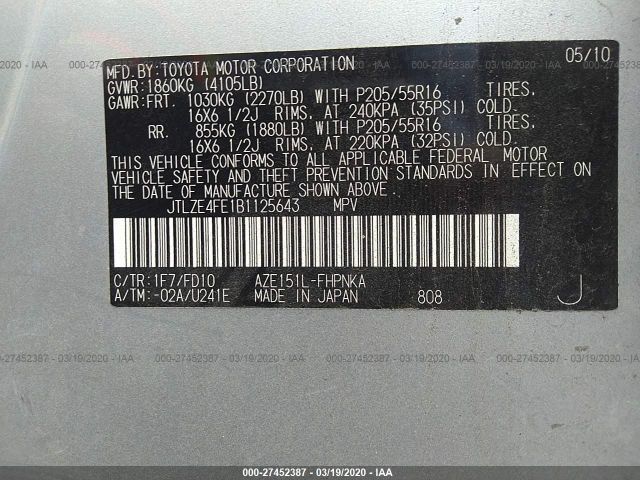 05/10
MFD.BY:TOYOTA MOTOR CORPORATION
GVWR:1860KG (4105LB)
GAWR:FRT. 1030KG (2270LB) WITH P205/55R16 TIRES,
16X6 1/2J RIMS, AT 240KPA (35PSI) COLD.
RR. 855KG (1880LB) WITH P205/55R16 TIRES,
16X6 1/2J RIMS, AT 220KPA (32PSI) COLD.
THIS VEHICLE CONFORMS TO ALL APPLICABLE FEDERAL MOTOR
VEHICLE SAFETY AND THEFT PREVENTION STANDARDS IN EFFECT ON
THE DATE OF MANUFACTURE SHOWN ABOVE.
JTLZE4FE1B1125643 MPV
C/TR:1F7/FD10 AZE151L-FHPNKA
A/TM:-02A/U241E MADE IN JAPAN 808 J
000-27452387 - 03/19/2020 - IAA